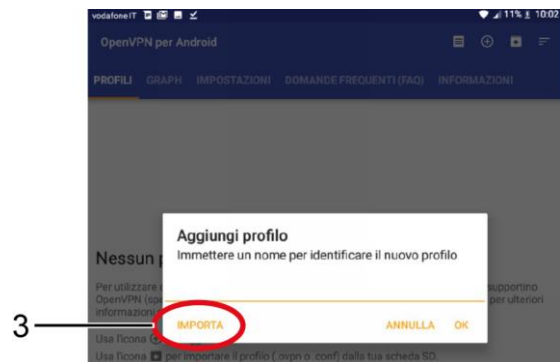 vodafone IT 11% 10:02
OpenVPN per Android
PROFILI GRAPH IMPOSTAZIONI DOMANDE FREQUENTI (FAQ) INFORMAZIONI
Aggiungi profilo
Immettere un nome per identificare il nuovo profilo
Nessun
Per utilizzare supportino
OpenVPN per ulteriori
informazioni
3
IMPORTA ANNULLA OK
Usa l'icona
Usa l'icona per importare il profilo (.ovpn o .conf) dalla tua scheda SD.